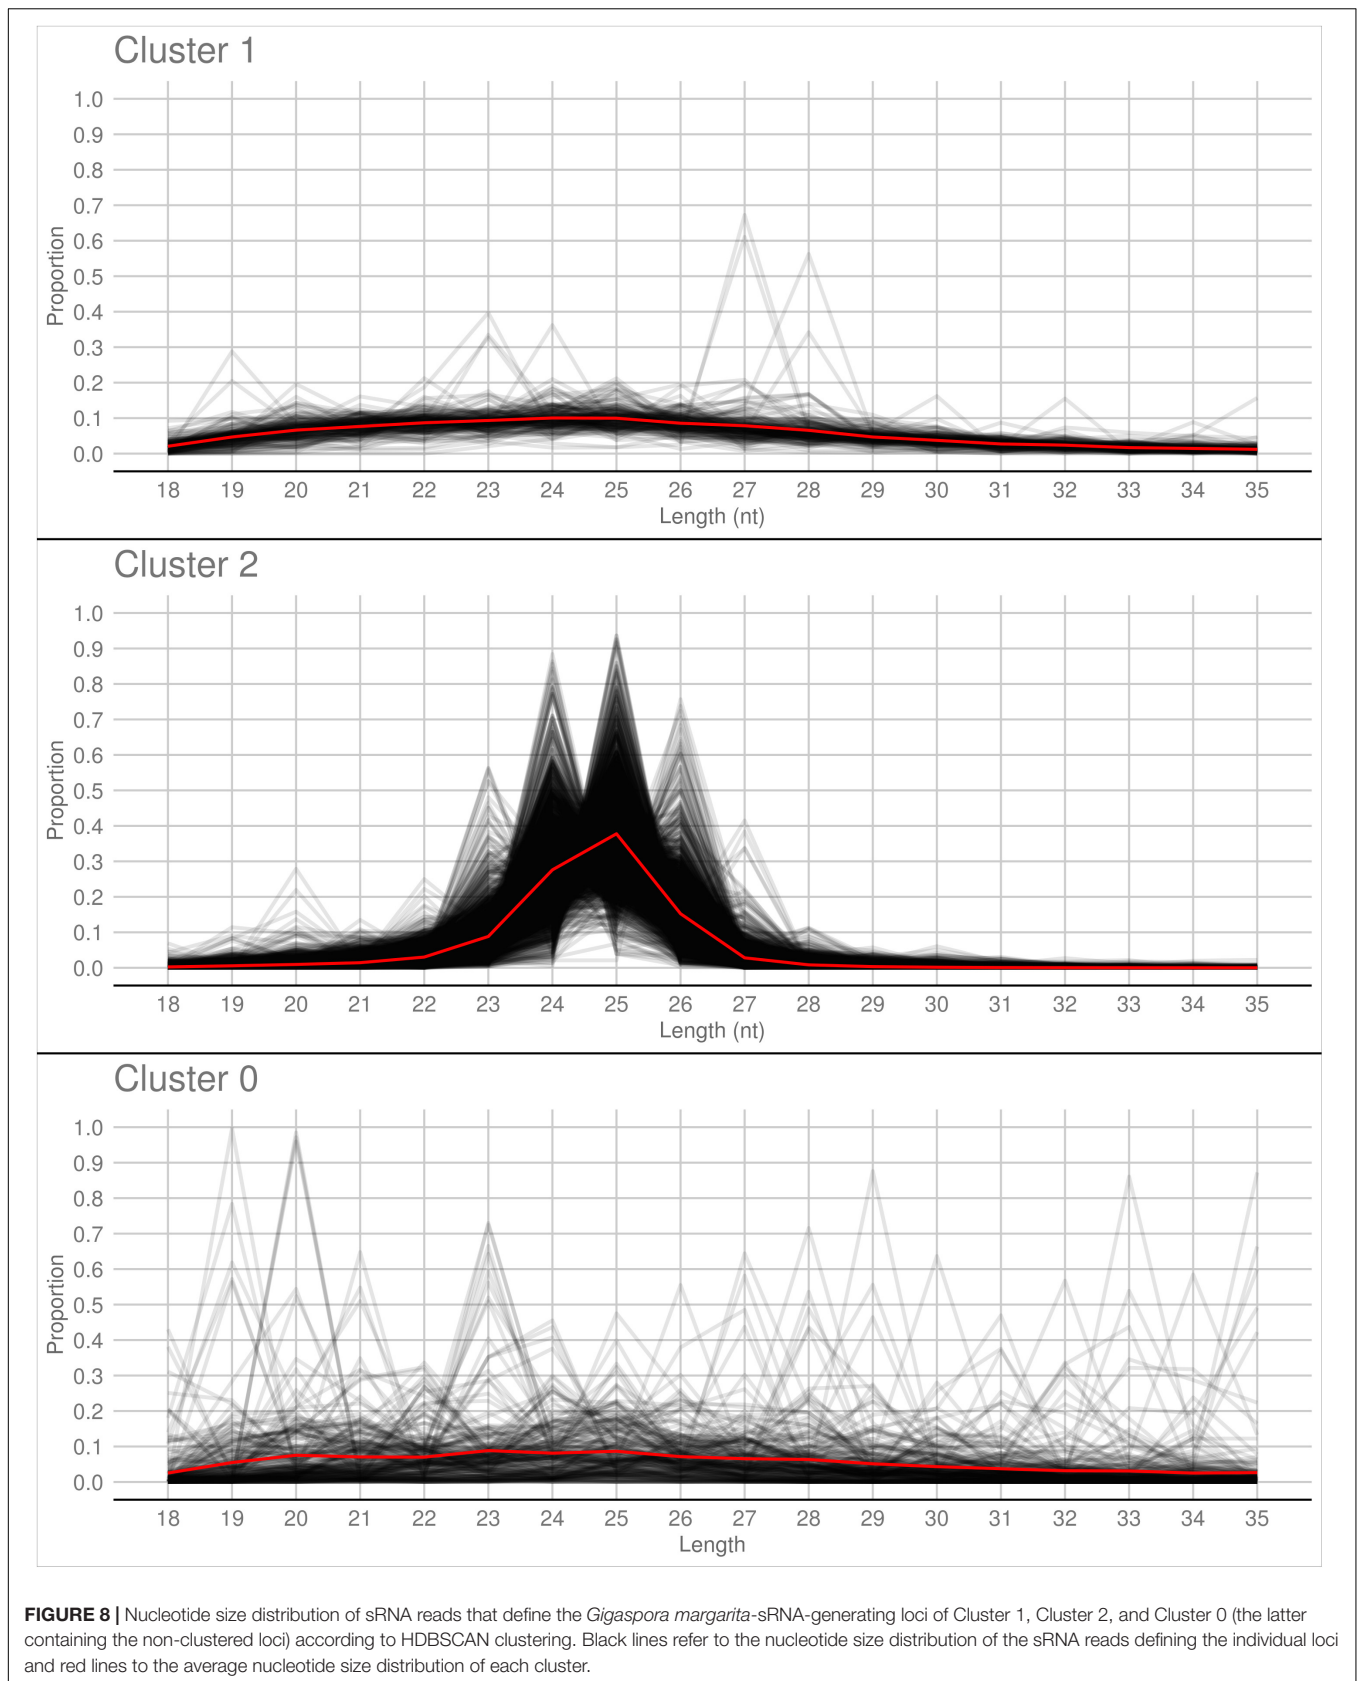 Cluster 1
1.0
0.9
0.8
0.7
0.6
0.5
0.4
0.3
0.2
0.1
0.0
Proportion
18 19 20 21 22 23 24 25 26 27 28 29 30 31 32 33 34 35
Length (nt)
Cluster 2
1.0
0.9
0.8
0.7
0.6
0.5
0.4
0.3
0.2
0.1
0.0
Proportion
18 19 20 21 22 23 24 25 26 27 28 29 30 31 32 33 34 35
Length (nt)
Cluster 0
1.0
0.9
0.8
0.7
0.6
0.5
0.4
0.3
0.2
0.1
0.0
Proportion
18 19 20 21 22 23 24 25 26 27 28 29 30 31 32 33 34 35
Length
FIGURE 8 | Nucleotide size distribution of sRNA reads that define the Gigaspora margarita-sRNA-generating loci of Cluster 1, Cluster 2, and Cluster 0 (the latter
containing the non-clustered loci) according to HDBSCAN clustering. Black lines refer to the nucleotide size distribution of the sRNA reads defining the individual loci
and red lines to the average nucleotide size distribution of each cluster.